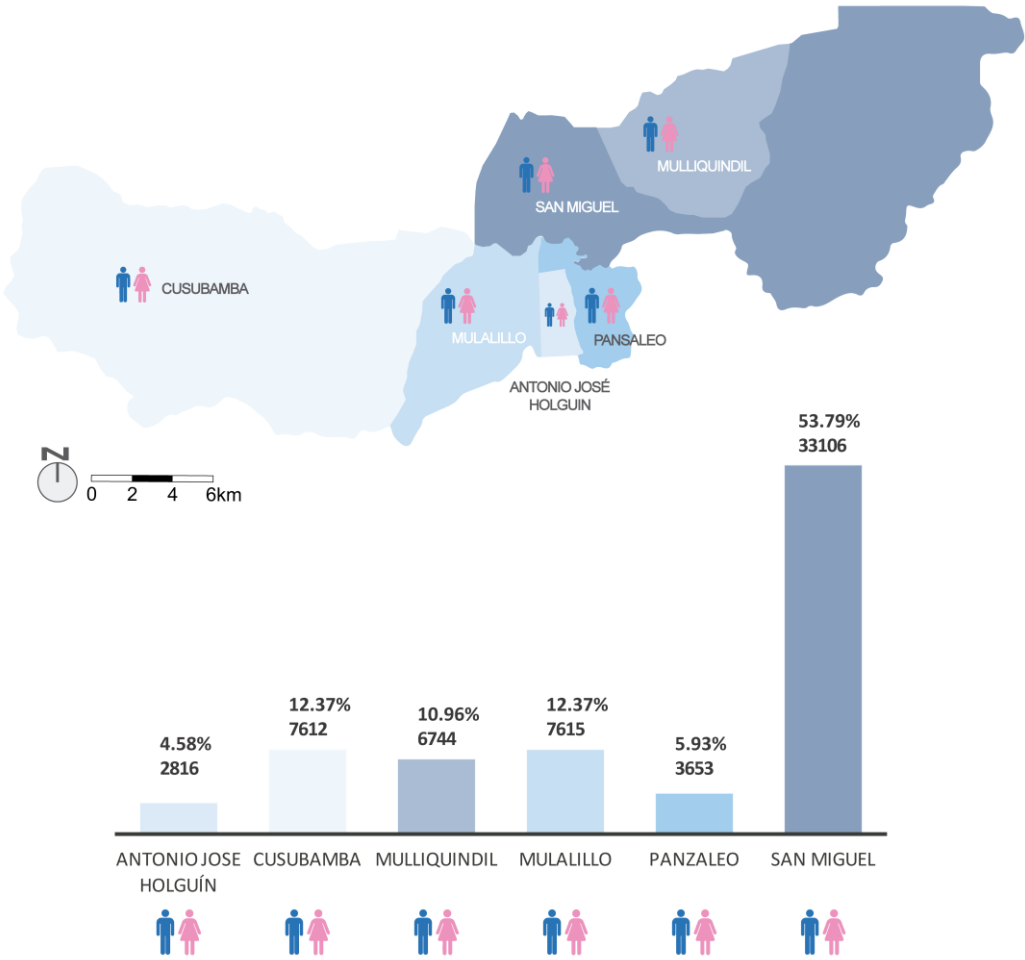 MULLIQUINDIL
SAN MIGUEL
CUSUBAMBA
MULALILLO
PANSALEO
ANTONIO JOSÉ
HOLGUIN
N
0 2 4 6km
53.79%
33106
12.37%
7612
10.96%
6744
12.37%
7615
4.58%
2816
5.93%
3653
ANTONIO JOSE
HOLGUÍN
CUSUBAMBA
MULLIQUINDIL
MULALILLO
PANZALEO
SAN MIGUEL